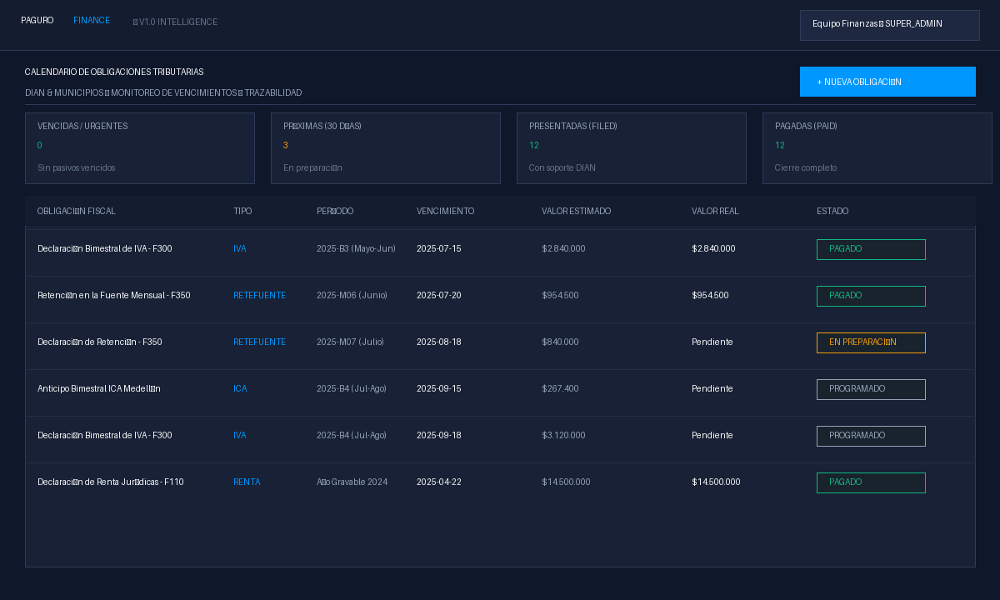 PAGURO FINANCE □ V1.0 INTELLIGENCE Equipo Finanzas □ SUPER_ADMIN
CALENDARIO DE OBLIGACIONES TRIBUTARIAS
DIAN & MUNICIPIOS □ MONITOREO DE VENCIMIENTOS □ TRAZABILIDAD
+ NUEVA OBLIGACI□N
VENCIDAS / URGENTES
0
Sin pasivos vencidos
PR□XIMAS (30 D□AS)
3
En preparaci□n
PRESENTADAS (FILED)
12
Con soporte DIAN
PAGADAS (PAID)
12
Cierre completo
OBLIGACI□N FISCAL TIPO PER□ODO VENCIMIENTO VALOR ESTIMADO VALOR REAL ESTADO
Declaraci□n Bimestral de IVA - F300 IVA 2025-B3 (Mayo-Jun) 2025-07-15 $2.840.000 $2.840.000 PAGADO
Retenci□n en la Fuente Mensual - F350 RETEFUENTE 2025-M06 (Junio) 2025-07-20 $954.500 $954.500 PAGADO
Declaraci□n de Retenci□n - F350 RETEFUENTE 2025-M07 (Julio) 2025-08-18 $840.000 Pendiente EN PREPARACI□N
Anticipo Bimestral ICA Medell□n ICA 2025-B4 (Jul-Ago) 2025-09-15 $267.400 Pendiente PROGRAMADO
Declaraci□n Bimestral de IVA - F300 IVA 2025-B4 (Jul-Ago) 2025-09-18 $3.120.000 Pendiente PROGRAMADO
Declaraci□n de Renta Jur□dicas - F110 RENTA A□o Gravable 2024 2025-04-22 $14.500.000 $14.500.000 PAGADO